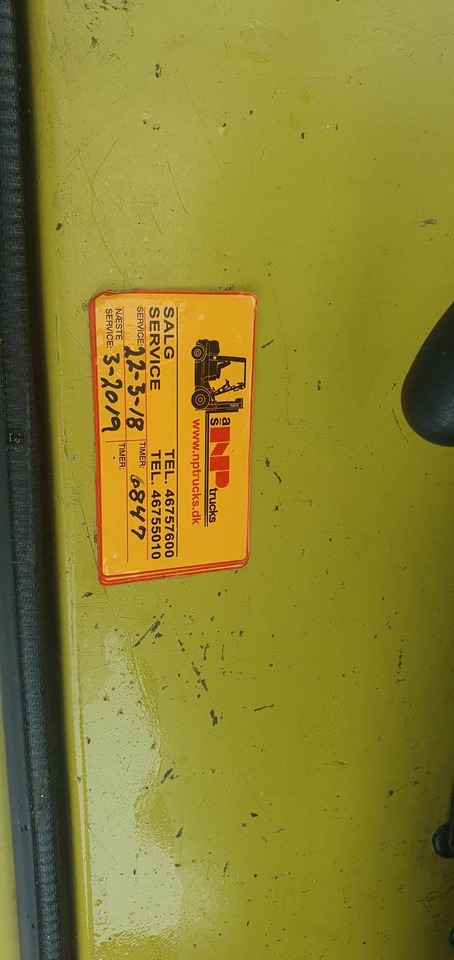 NP trucks a/s
www.nptrucks.dk
SALG TEL. 46757600
SERVICE TEL. 46755010
SERVICE: 22-3-18 TIMER: 6847
NÆSTE
SERVICE: 3-2019 TIMER: